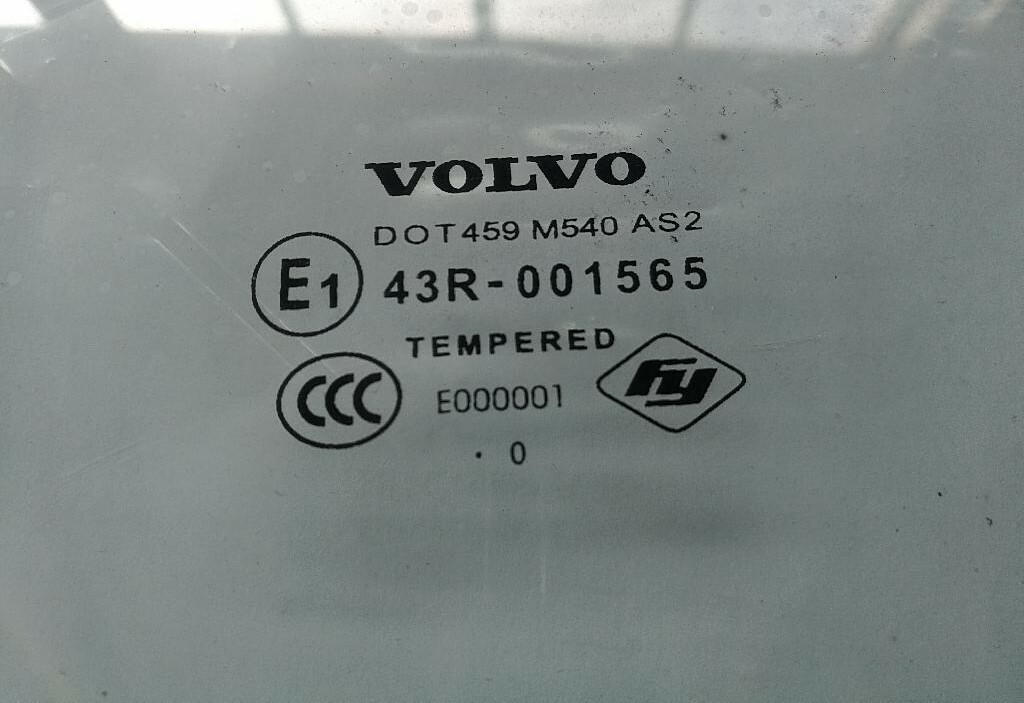 VOLVO
DOT459 M540 AS2
E1 43R-001565
TEMPERED
CCC E000001 fy
. 0